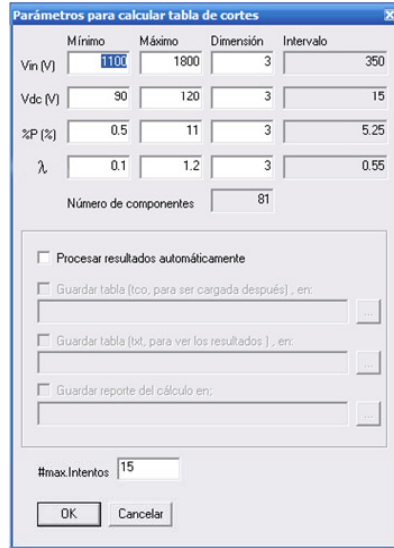 Parámetros para calcular tabla de cortes
Mínimo Máximo Dimensión Intervalo
Vin (V) 1100 1800 3 350
Vdc (V) 90 120 3 15
%P (%) 0.5 11 3 5.25
λ 0.1 1.2 3 0.55
Número de componentes 81
Procesar resultados automáticamente
Guardar tabla (tco, para ser cargada después) , en:
...
Guardar tabla (txt, para ver los resultados ) , en:
...
Guardar reporte del cálculo en;
...
#max.Intentos 15
OK Cancelar